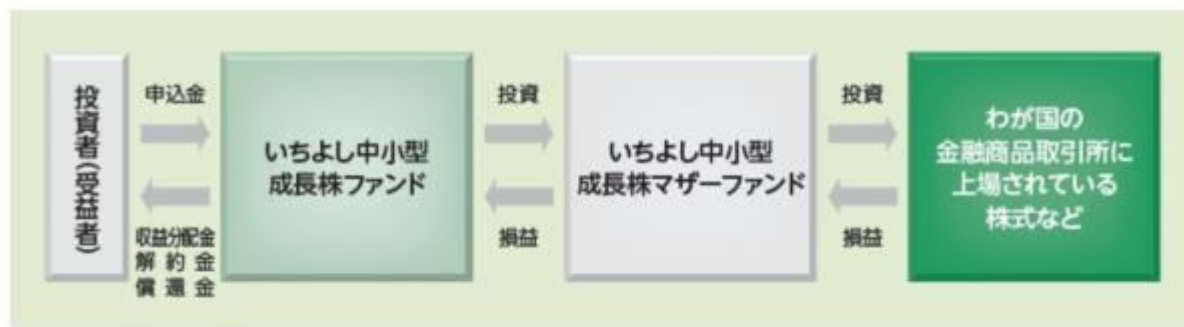 投資者(受益者)
申込金
収益分配金
解約金
償還金
いちよし中小型
成長株ファンド
投資
損益
いちよし中小型
成長株マザーファンド
投資
損益
わが国の
金融商品取引所に
上場されている
株式など